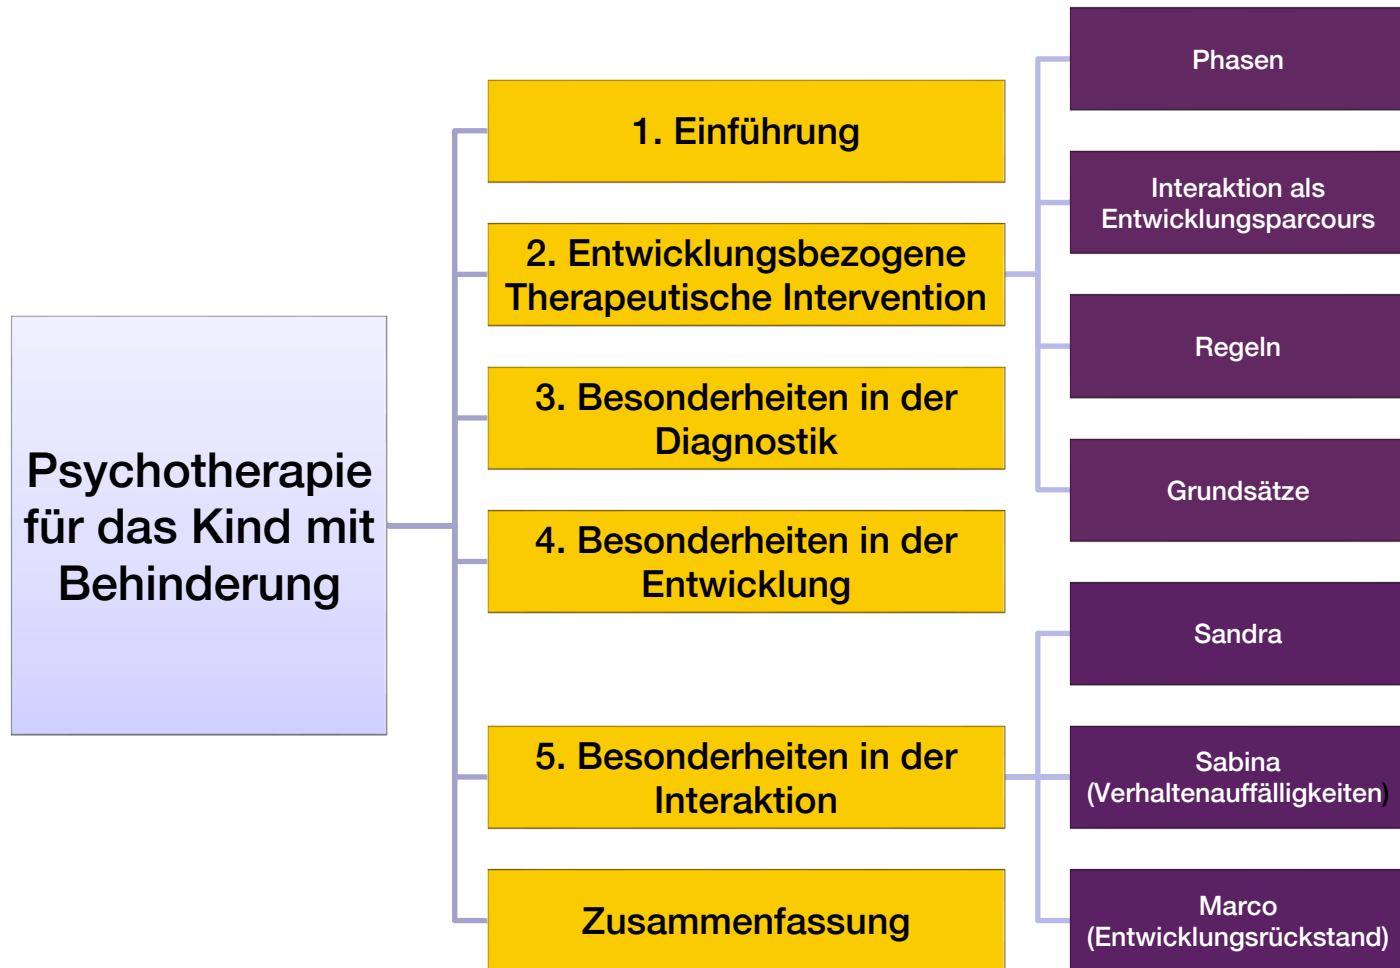 Psychotherapie
für das Kind mit
Behinderung
1. Einführung
2. Entwicklungsbezogene
Therapeutische Intervention
Phasen
Interaktion als
Entwicklungsparcours
Regeln
Grundsätze
3. Besonderheiten in der
Diagnostik
4. Besonderheiten in der
Entwicklung
5. Besonderheiten in der
Interaktion
Sandra
Sabina
(Verhaltenauffälligkeiten)
Marco
(Entwicklungsrückstand)
Zusammenfassung